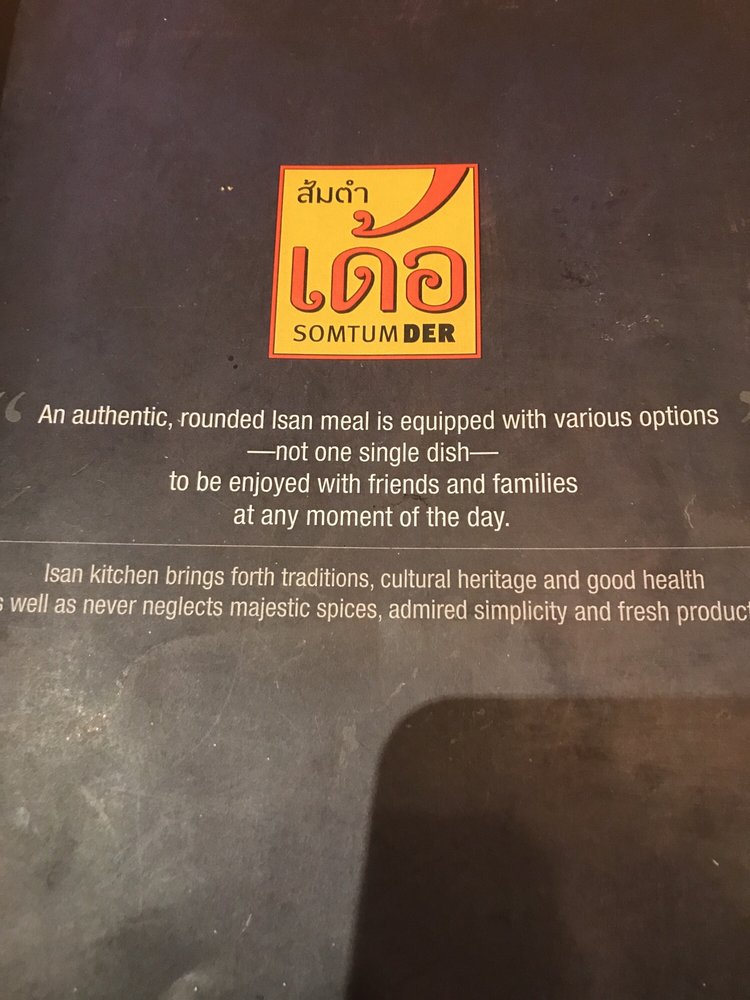 ส้มตำ
เด้อ
SOMTUM DER
“ An authentic, rounded Isan meal is equipped with various options
—not one single dish—
to be enjoyed with friends and families
at any moment of the day.
Isan kitchen brings forth traditions, cultural heritage and good health
well as never neglects majestic spices, admired simplicity and fresh product